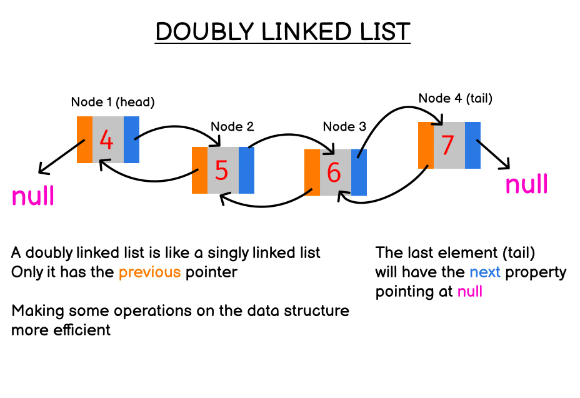 DOUBLY LINKED LIST
Node 1 (head)
Node 2
Node 3
Node 4 (tail)
4
5
6
7
null
null
A doubly linked list is like a singly linked list
Only it has the previous pointer
Making some operations on the data structure
more efficient
The last element (tail)
will have the next property
pointing at null